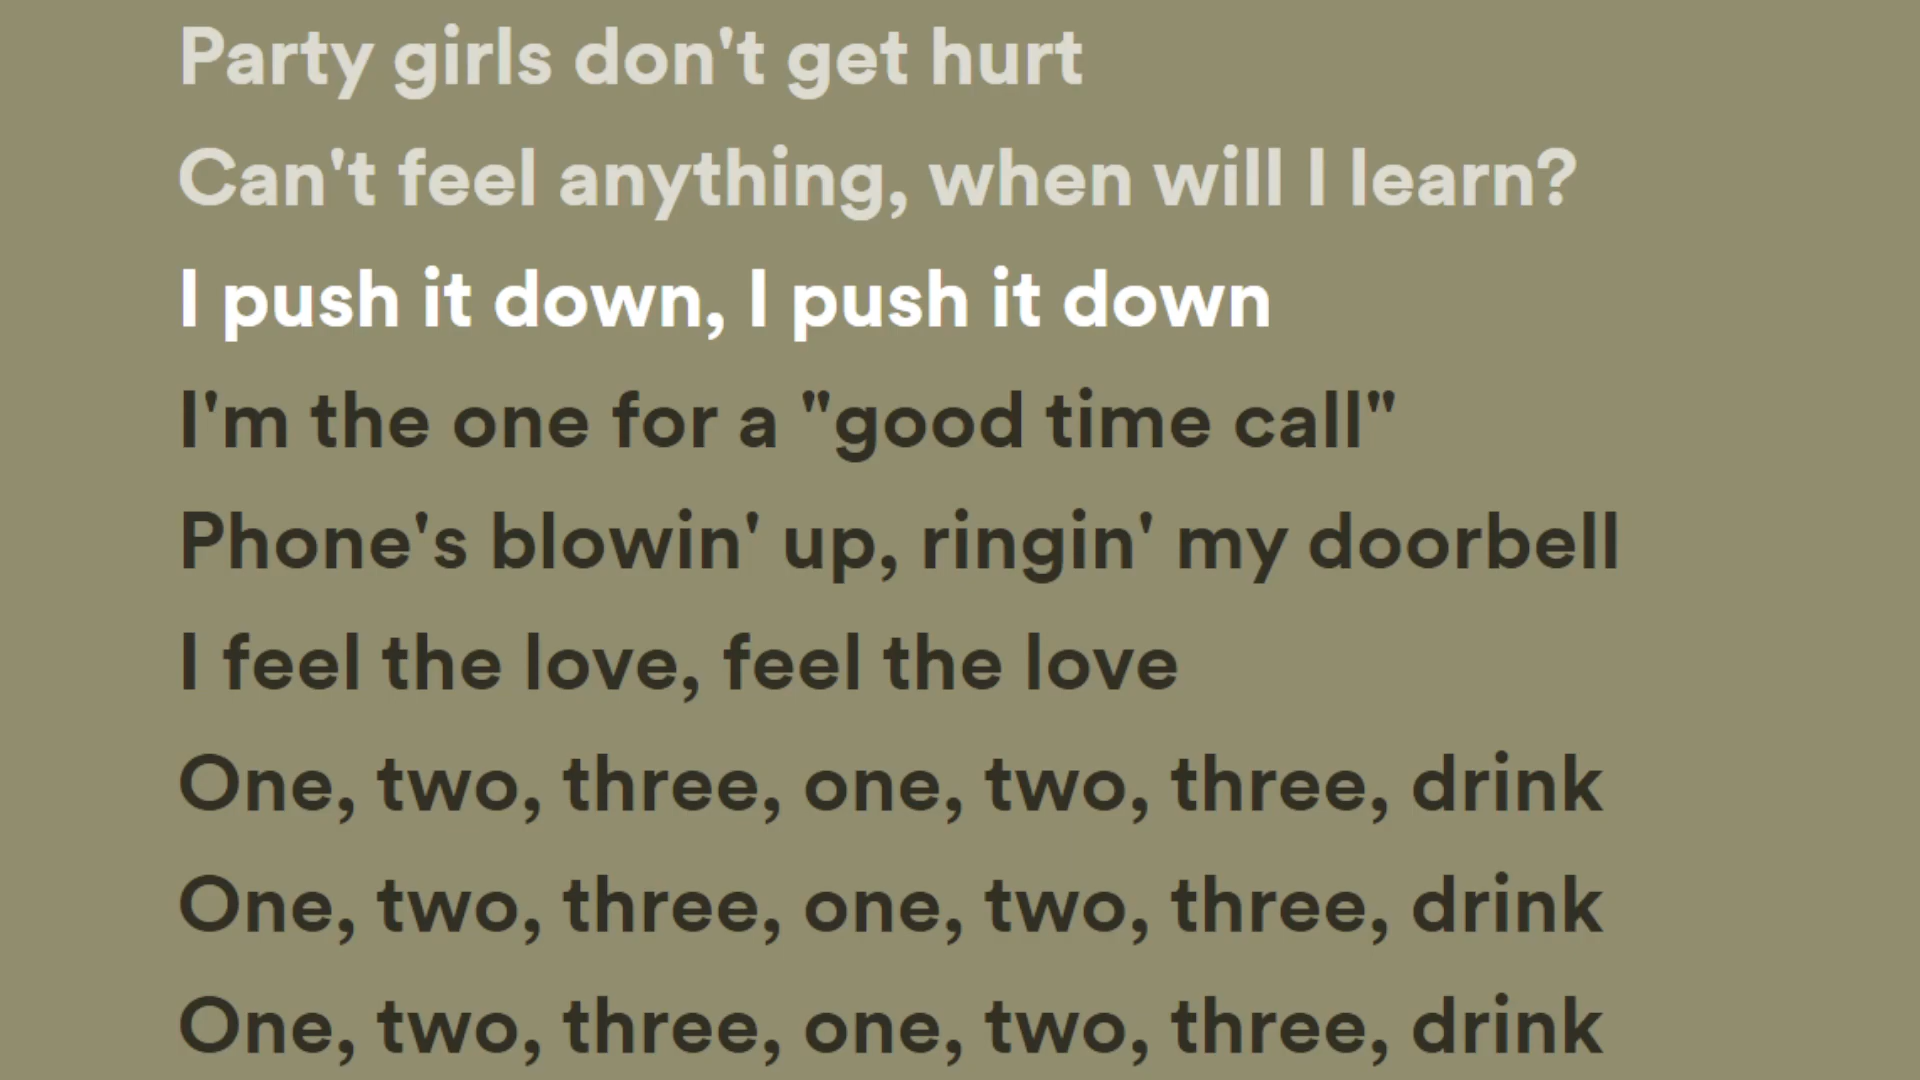 Party girls don't get hurt
Can't feel anything, when will I learn?
I push it down, I push it down
I'm the one for a "good time call"
Phone's blowin' up, ringin' my doorbell
I feel the love, feel the love
One, two, three, one, two, three, drink
One, two, three, one, two, three, drink
One, two, three, one, two, three, drink